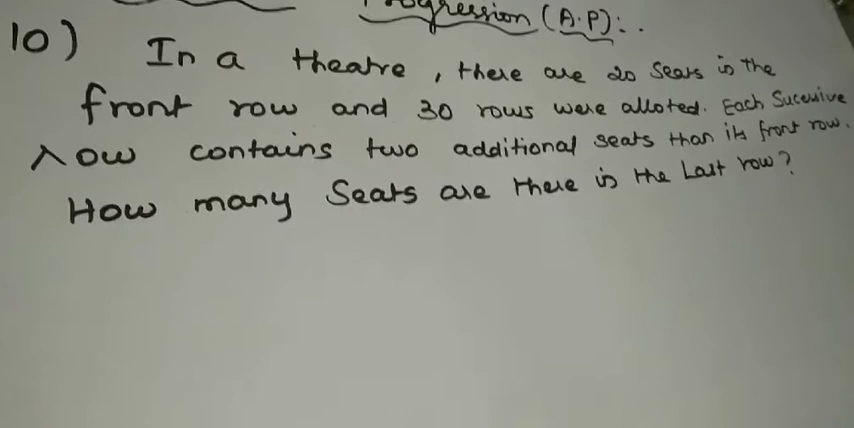 Progression (A.P):.
10) In a theatre, there are 20 seats in the
front row and 30 rows were alloted. Each Successive
row contains two additional seats than its front row.
How many Seats are there in the Last row?